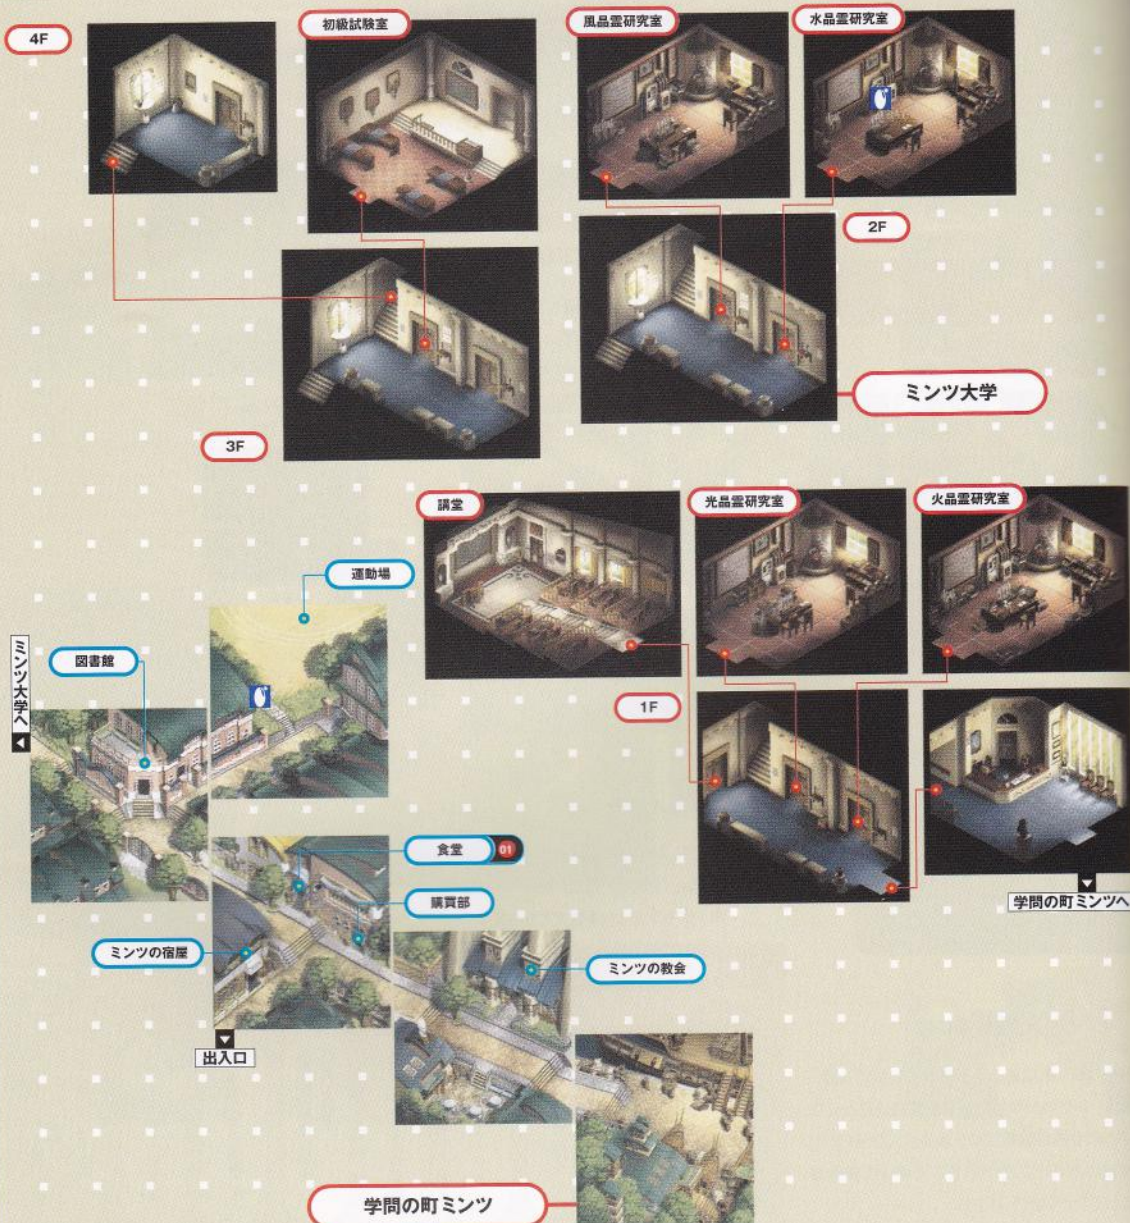 4F
初級試験室
風晶霊研究室
水晶霊研究室
2F
ミンツ大学
3F
講堂
光晶霊研究室
火晶霊研究室
運動場
ミンツ大学へ
図書館
1F
食堂 01
購買部
学問の町ミンツへ
ミンツの宿屋
ミンツの教会
出入口
学問の町ミンツ